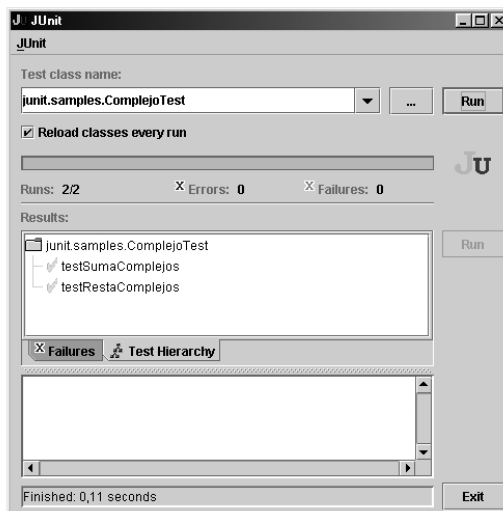 JU JUnit
JUnit
Test class name:
junit.samples.ComplejoTest ... Run
Reload classes every run
JU
Runs: 2/2 X Errors: 0 X Failures: 0
Results:
junit.samples.ComplejoTest Run
testSumaComplejos
testRestaComplejos
X Failures Test Hierarchy
Finished: 0,11 seconds Exit